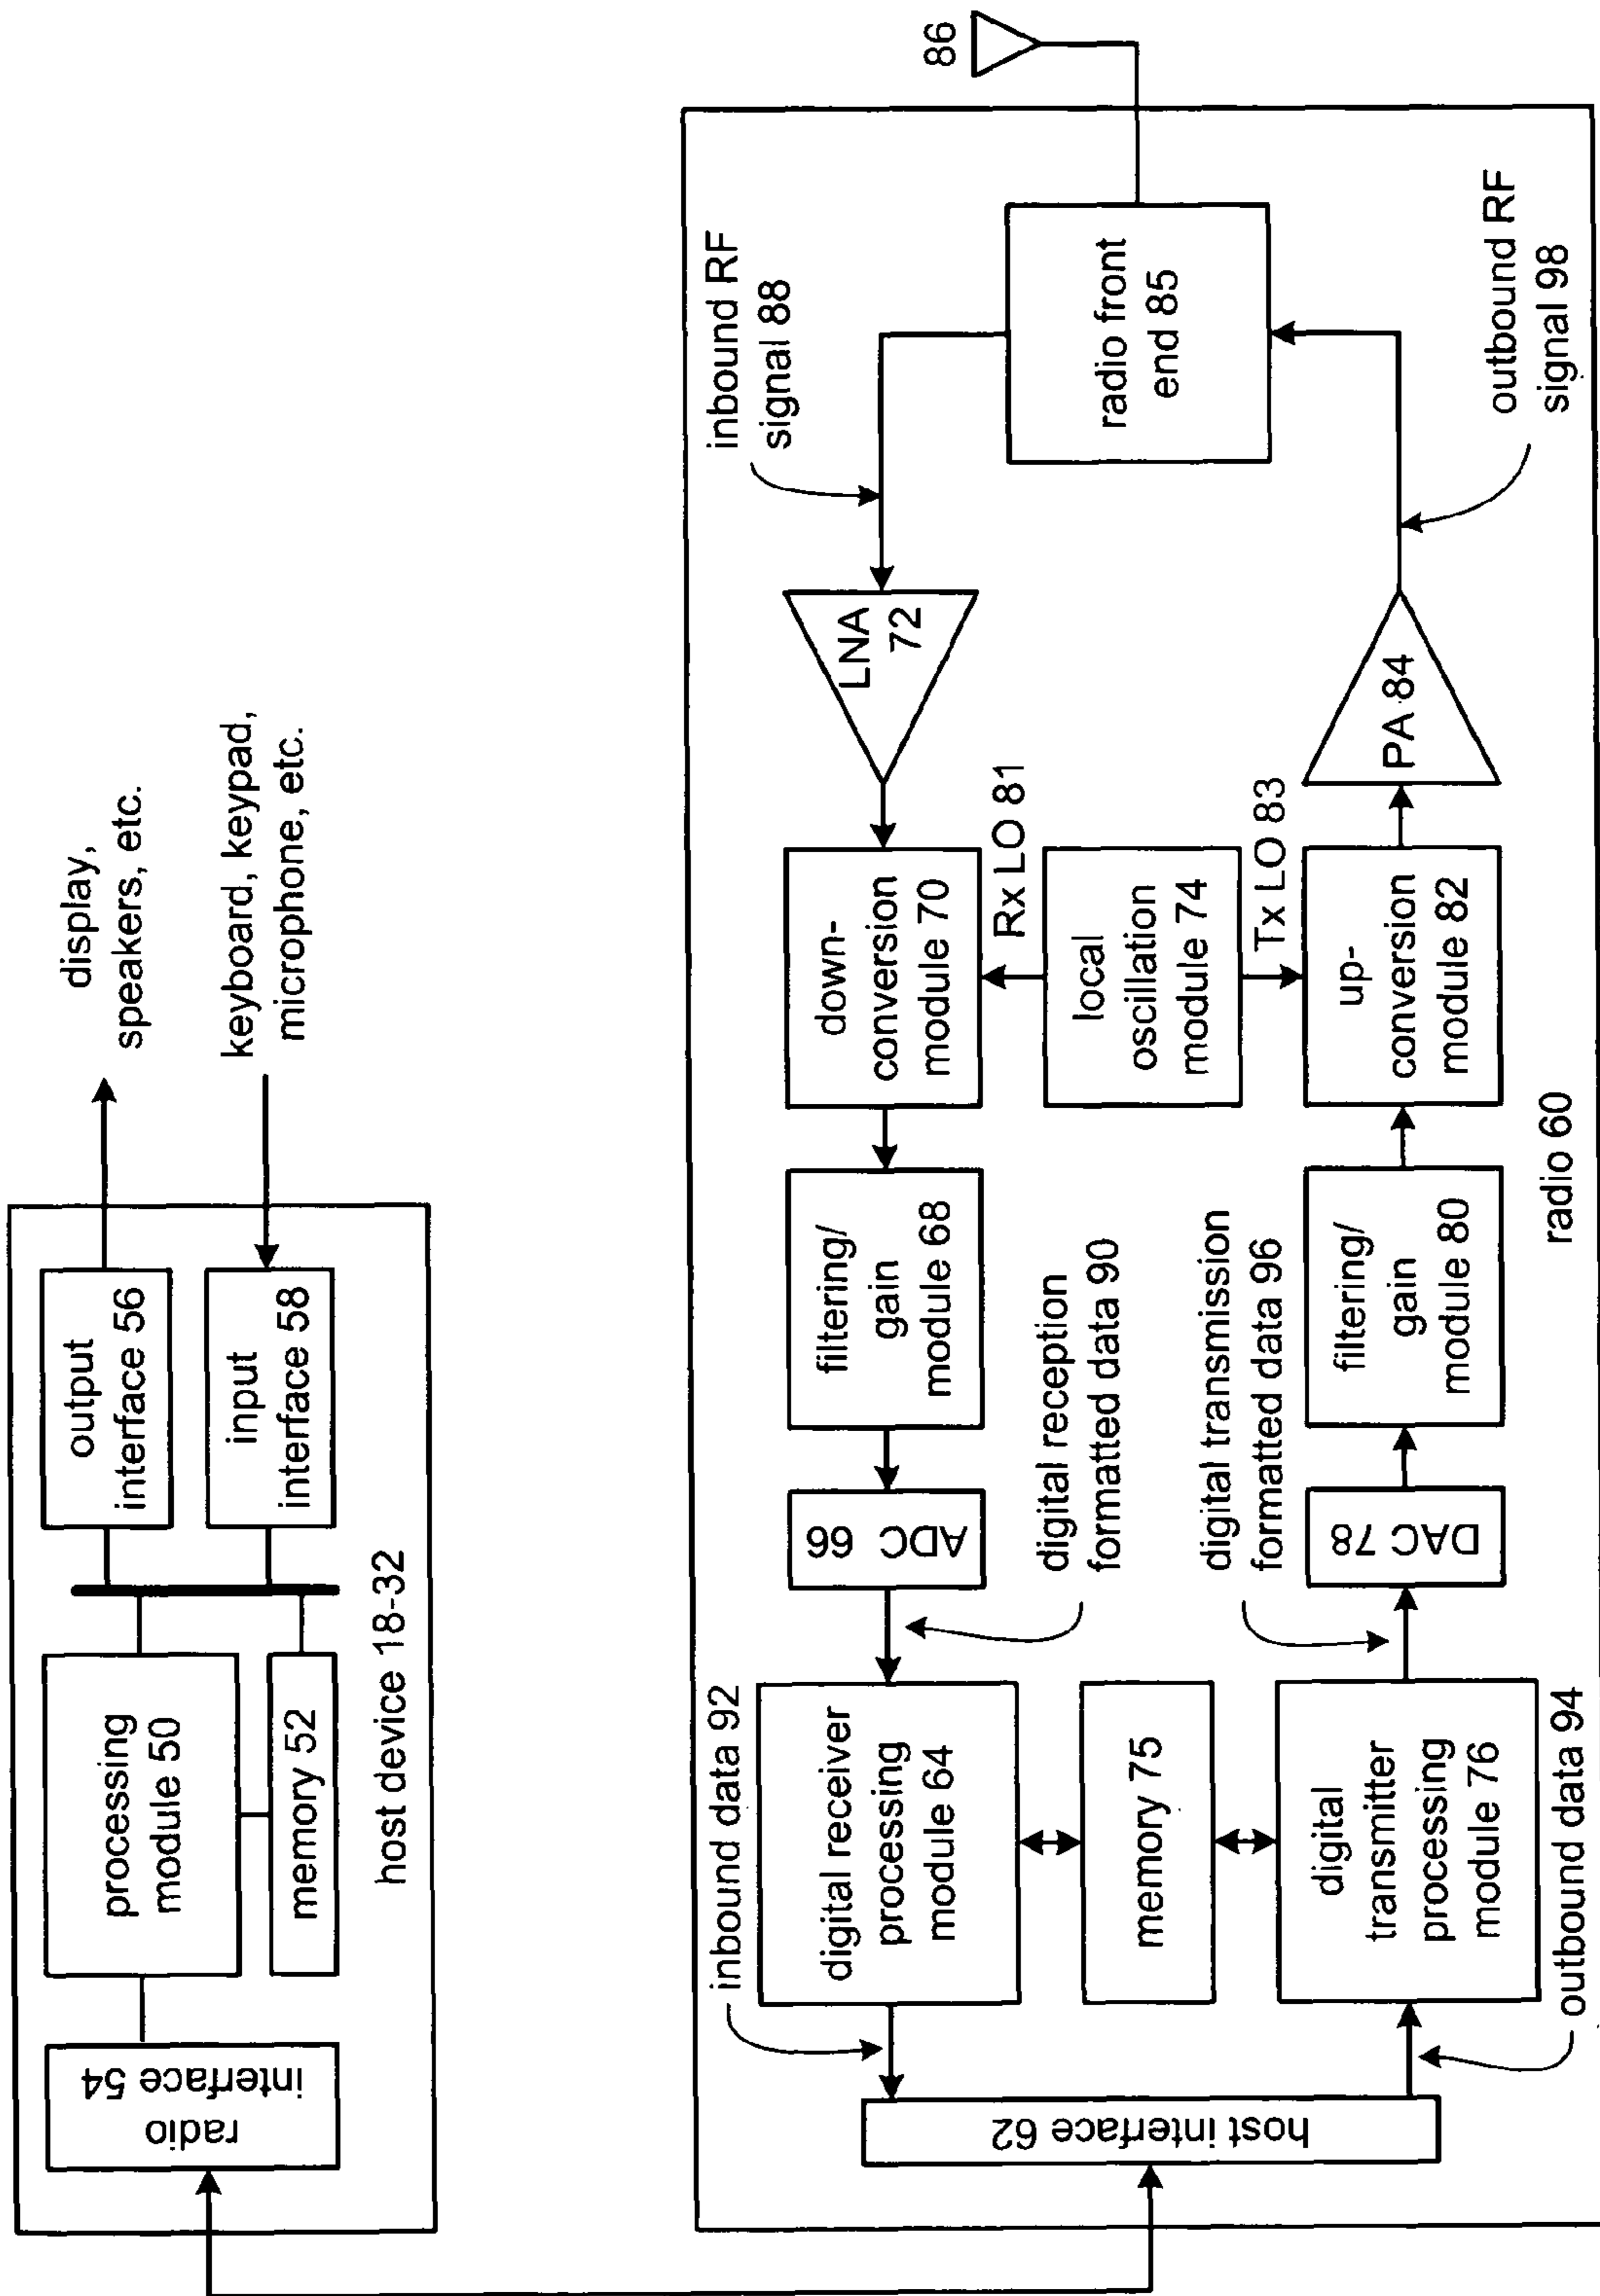 radio
interface 54
processing
module 50
memory 52
output
interface 56
input
interface 58
display,
speakers, etc.
keyboard, keypad,
microphone, etc.
host device 18-32
host interface 62
inbound data 92
digital receiver
processing
module 64
ADC 66
filtering/
gain
module 68
down-
conversion
module 70
LNA
72
inbound RF
signal 88
86
digital reception
formatted data 90
Rx LO 81
memory 75
local
oscillation
module 74
radio front
end 85
digital transmission
formatted data 96
Tx LO 83
digital
transmitter
processing
module 76
DAC 78
filtering/
gain
module 80
up-
conversion
module 82
PA 84
outbound RF
signal 98
outbound data 94
radio 60